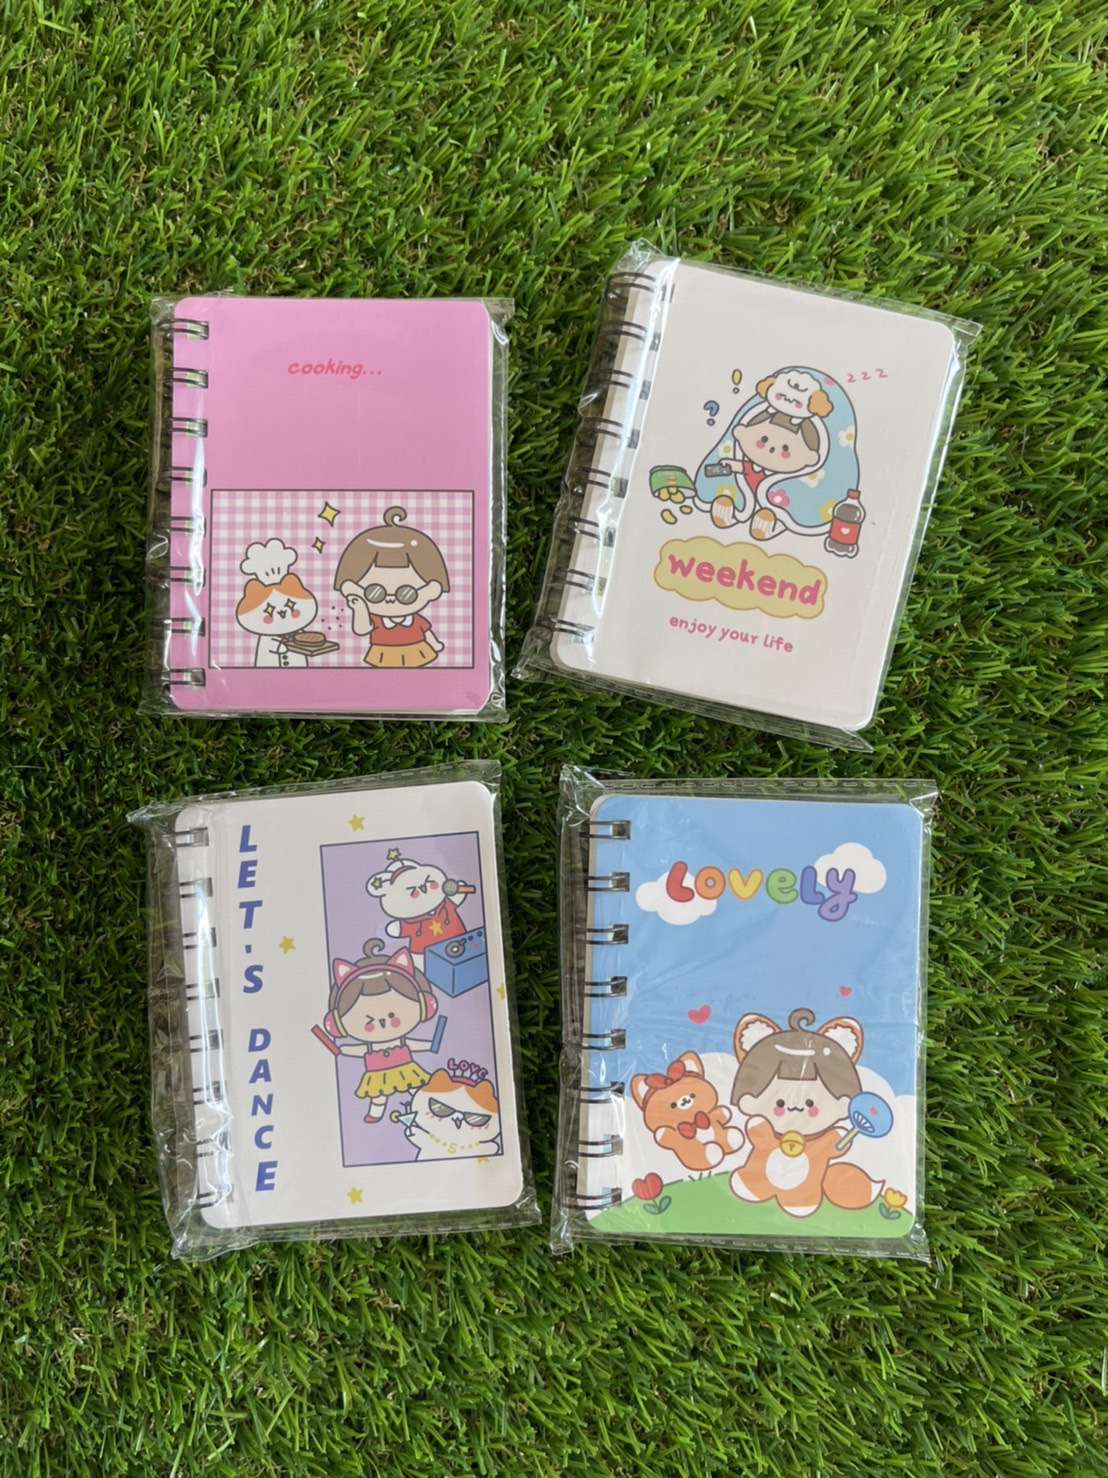 cooking...
z z z
! ?
weekend
enjoy your life
LET'S DANCE
LOVE
LOVELY